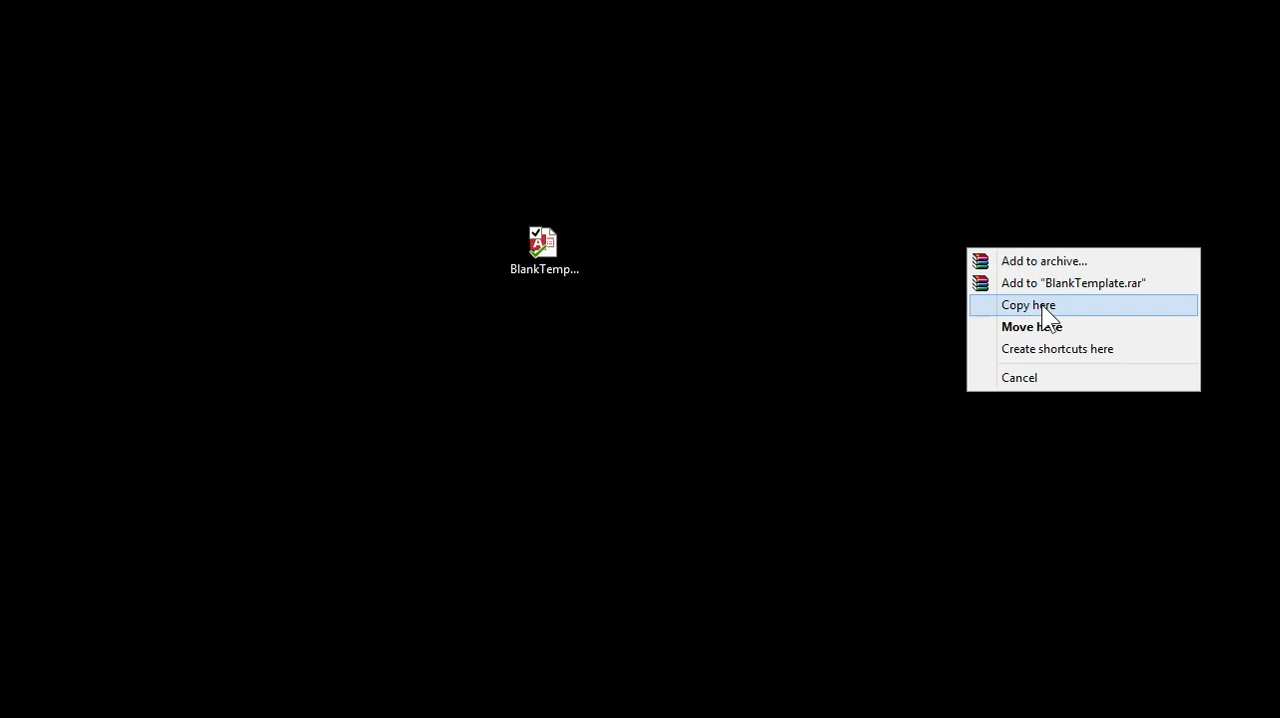 BlankTemp...
Add to archive...
Add to "BlankTemplate.rar"
Copy here
Move here
Create shortcuts here
Cancel